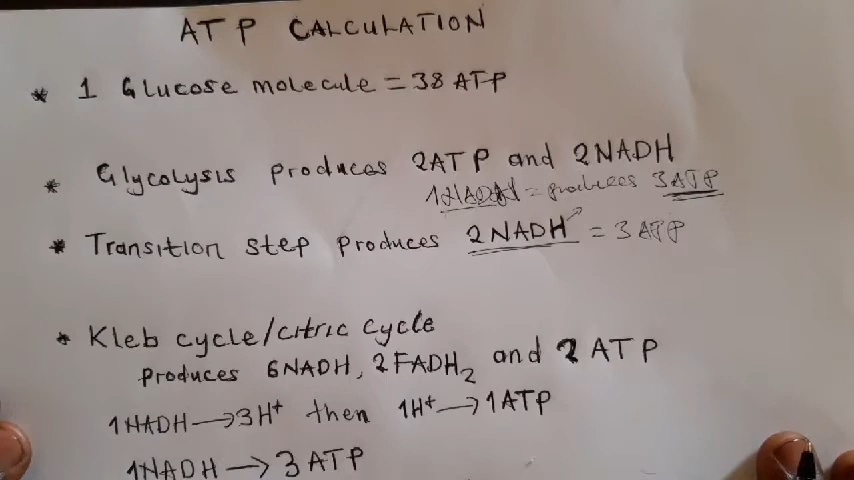 ATP CALCULATION
* 1 Glucose molecule = 38 ATP
* Glycolysis produces 2ATP and 2NADH
1NADH = produces 3ATP
* Transition step produces 2NADH = 3 ATP
* Kleb cycle/citric cycle
produces 6NADH, 2FADH₂ and 2 ATP
1NADH → 3H⁺ then 1H⁺ → 1ATP
1NADH → 3 ATP